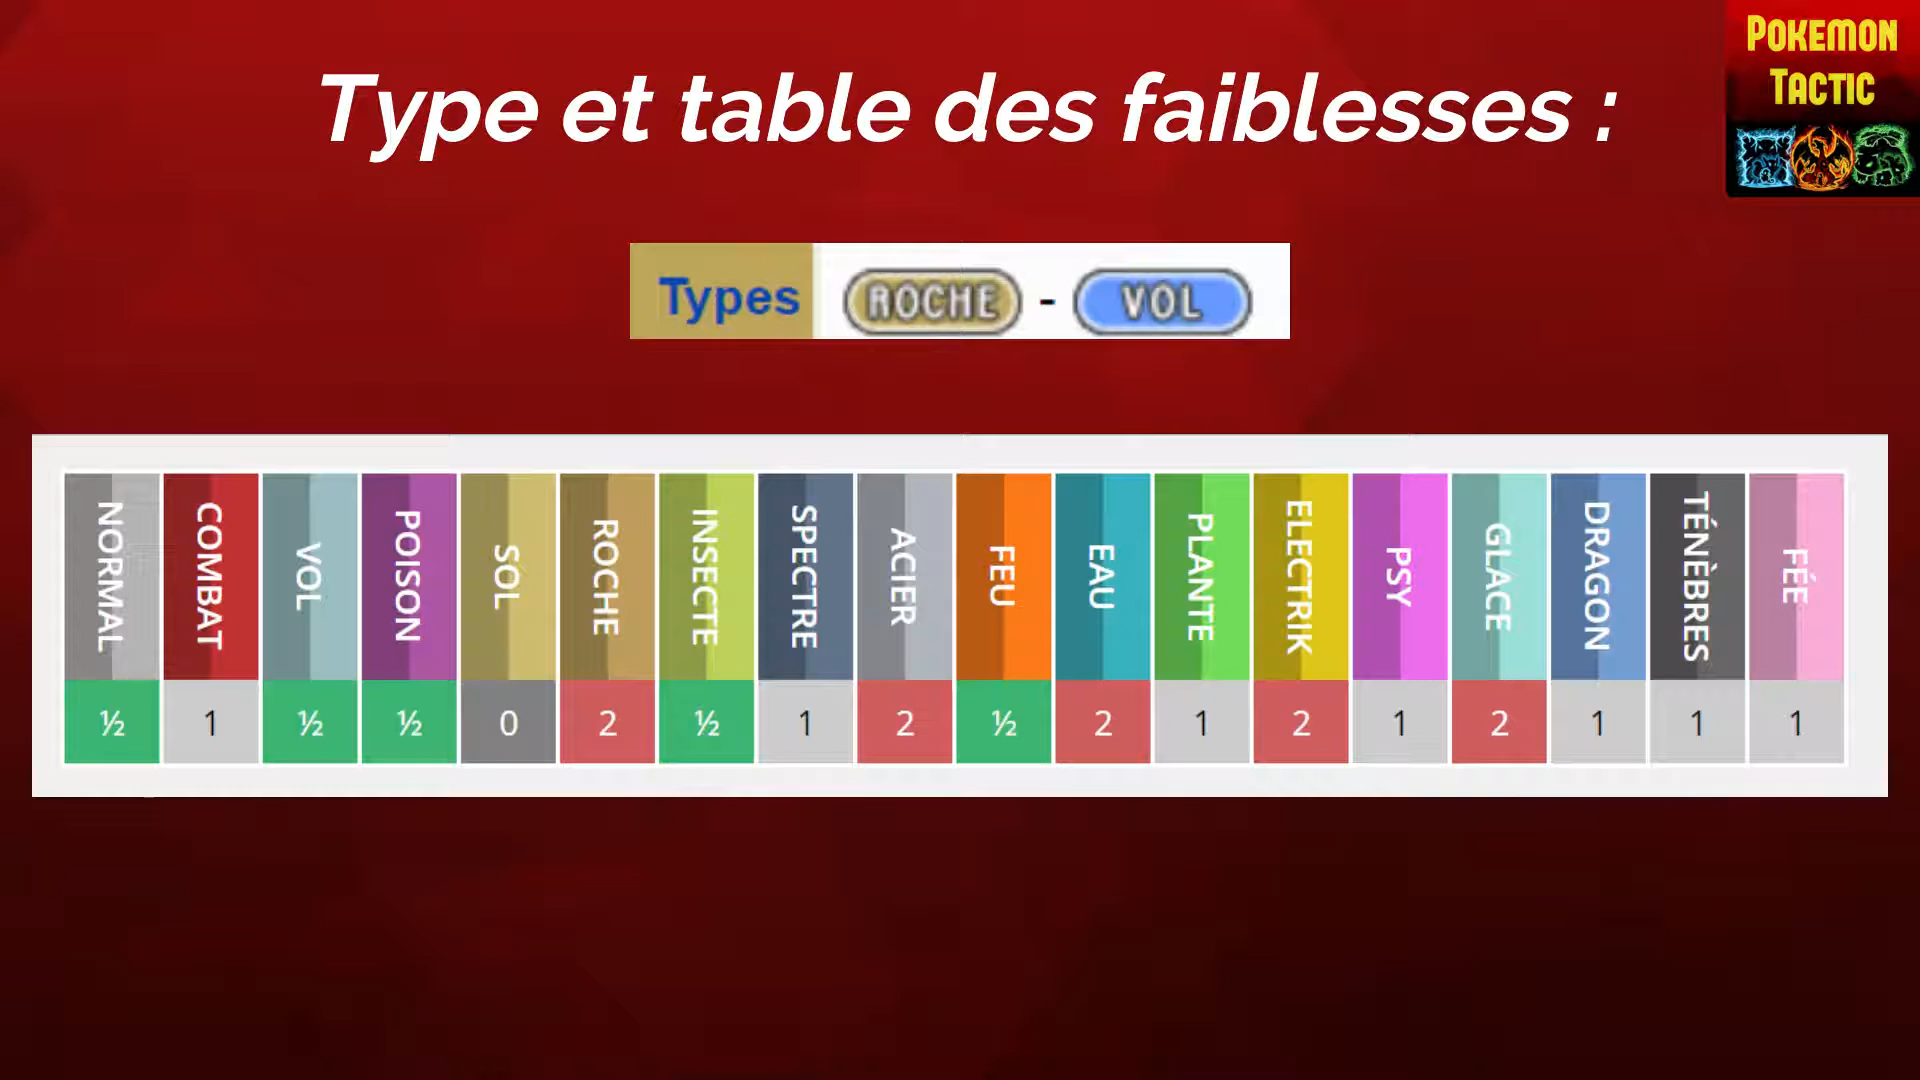 Type et table des faiblesses :
POKEMON
TACTIC
Types ROCHE - VOL
NORMAL COMBAT VOL POISON SOL ROCHE INSECTE SPECTRE ACIER FEU EAU PLANTE ELECTRIK PSY GLACE DRAGON TÉNÈBRES FÉE
½ 1 ½ ½ 0 2 ½ 1 2 ½ 2 1 2 1 2 1 1 1